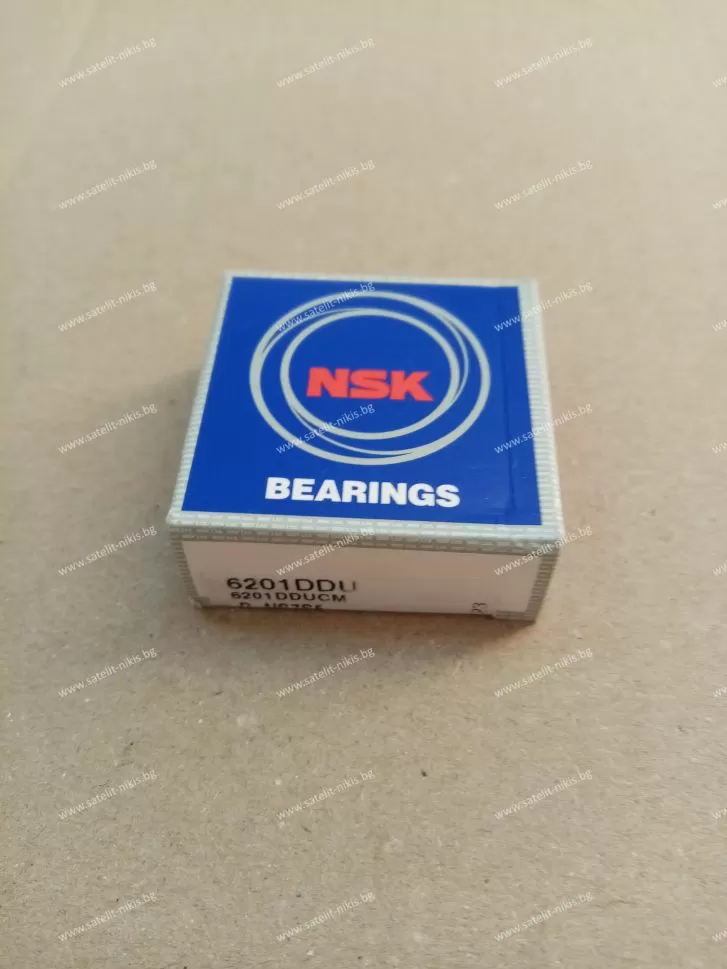 NSK
BEARINGS
6201DDU
6201DDUCM
www.satelit-nikis.bg